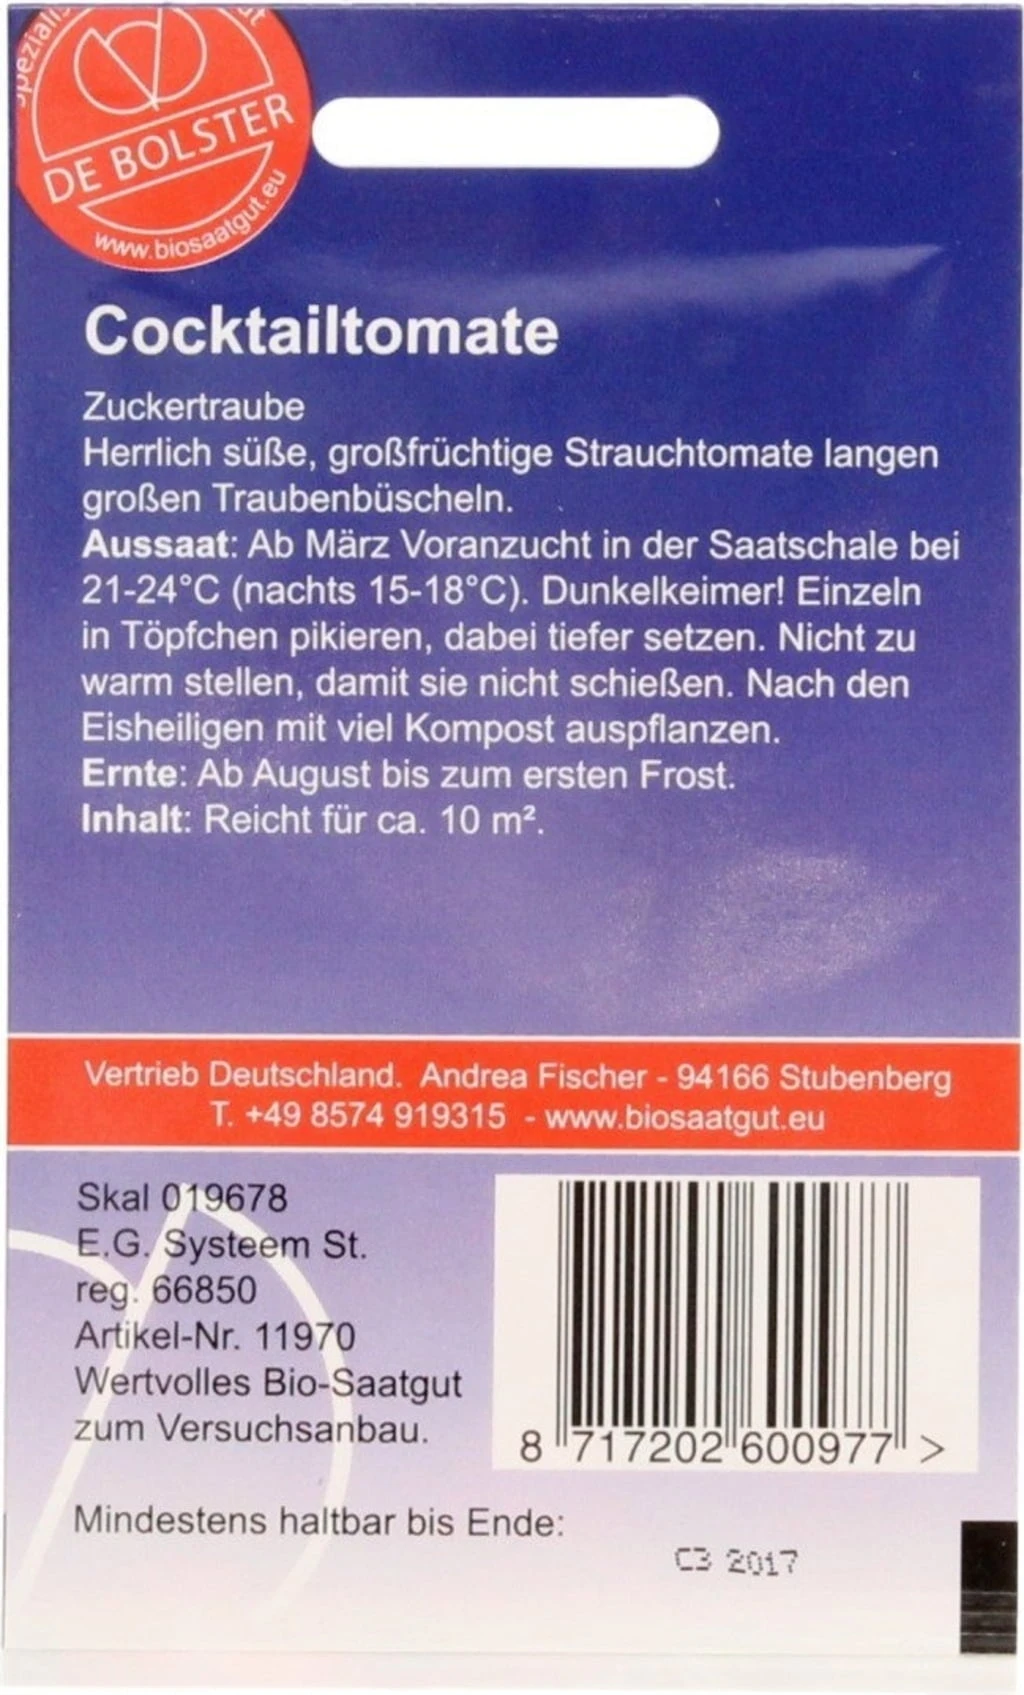 DE BOLSTER
www.biosaatgut.eu
Cocktailtomate
Zuckertraube
Herrlich süße, großfrüchtige Strauchtomate langen
großen Traubenbüscheln.
Aussaat: Ab März Voranzucht in der Saatschale bei
21-24°C (nachts 15-18°C). Dunkelkeimer! Einzeln
in Töpfchen pikieren, dabei tiefer setzen. Nicht zu
warm stellen, damit sie nicht schießen. Nach den
Eisheiligen mit viel Kompost auspflanzen.
Ernte: Ab August bis zum ersten Frost.
Inhalt: Reicht für ca. 10 m².
Vertrieb Deutschland. Andrea Fischer - 94166 Stubenberg
T. +49 8574 919315 - www.biosaatgut.eu
Skal 019678
E.G. Systeem St.
reg. 66850
Artikel-Nr. 11970
Wertvolles Bio-Saatgut
zum Versuchsanbau.
8 717202 600977 >
Mindestens haltbar bis Ende:
C3 2017